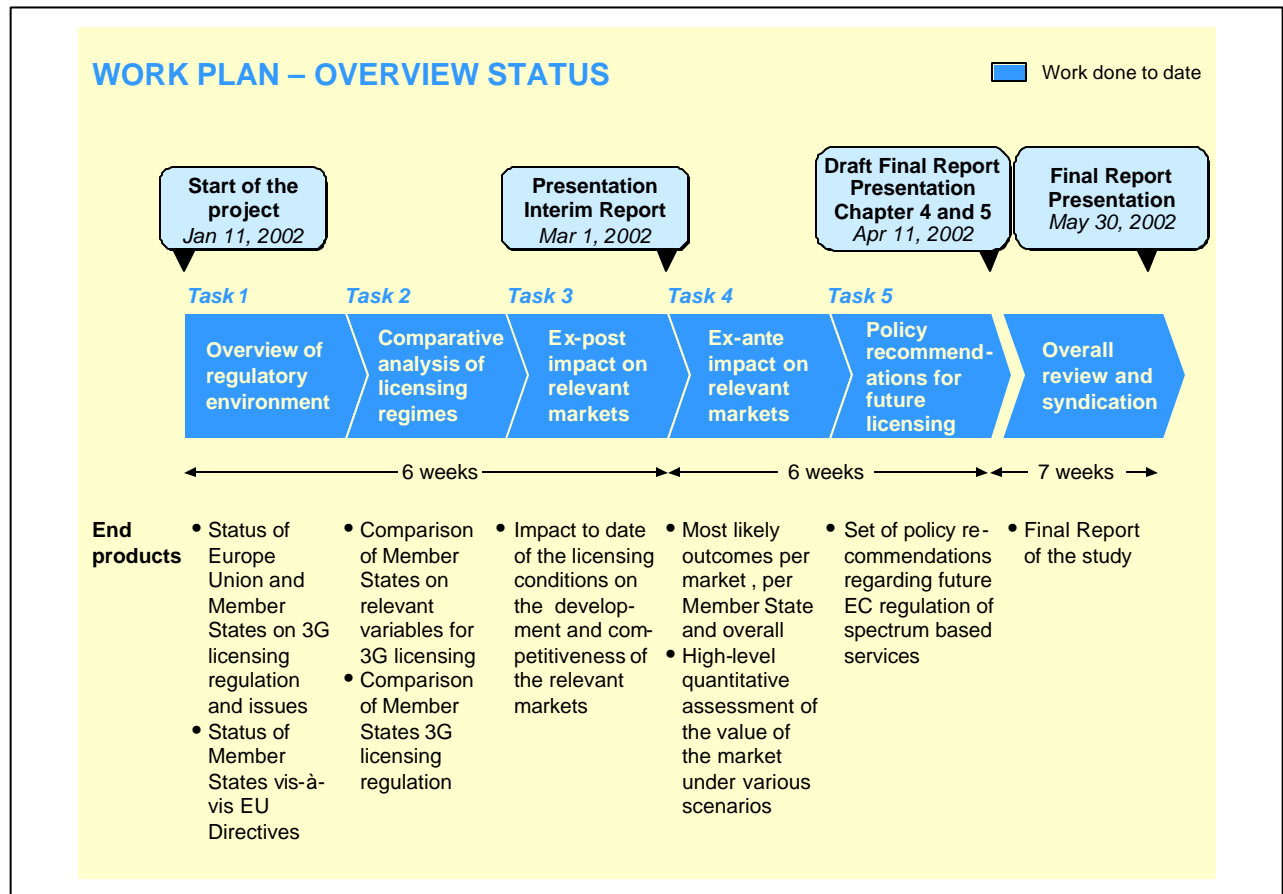 WORK PLAN – OVERVIEW STATUS
Work done to date
Start of the
project
Jan 11, 2002
Presentation
Interim Report
Mar 1, 2002
Draft Final Report
Presentation
Chapter 4 and 5
Apr 11, 2002
Final Report
Presentation
May 30, 2002
Task 1
Task 2
Task 3
Task 4
Task 5
Overview of
regulatory
environment
Comparative
analysis of
licensing
regimes
Ex-post
impact on
relevant
markets
Ex-ante
impact on
relevant
markets
Policy
recommend-
ations for
future
licensing
Overall
review and
syndication
6 weeks
6 weeks
7 weeks
End
products
• Status of
Europe
Union and
Member
States on 3G
licensing
regulation
and issues
• Status of
Member
States vis-à-
vis EU
Directives
• Comparison
of Member
States on
relevant
variables for
3G licensing
• Comparison
of Member
States 3G
licensing
regulation
• Impact to date
of the licensing
conditions on
the develop-
ment and com-
petitiveness of
the relevant
markets
• Most likely
outcomes per
market , per
Member State
and overall
• High-level
quantitative
assessment of
the value of
the market
under various
scenarios
• Set of policy re-
commendations
regarding future
EC regulation of
spectrum based
services
• Final Report
of the study